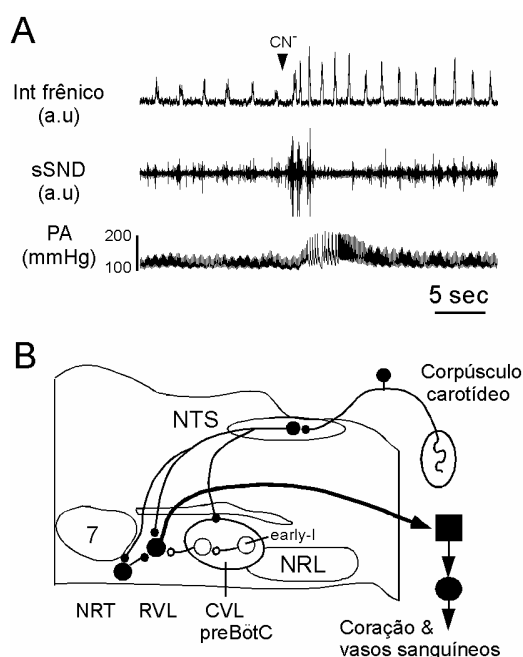 A
CN⁻
Int frênico
(a.u)
sSND
(a.u)
PA
(mmHg)
200
100
5 sec
B
Corpúsculo
carotídeo
NTS
7
early-I
NRL
NRT
RVL
CVL
preBötC
Coração &
vasos sanguíneos